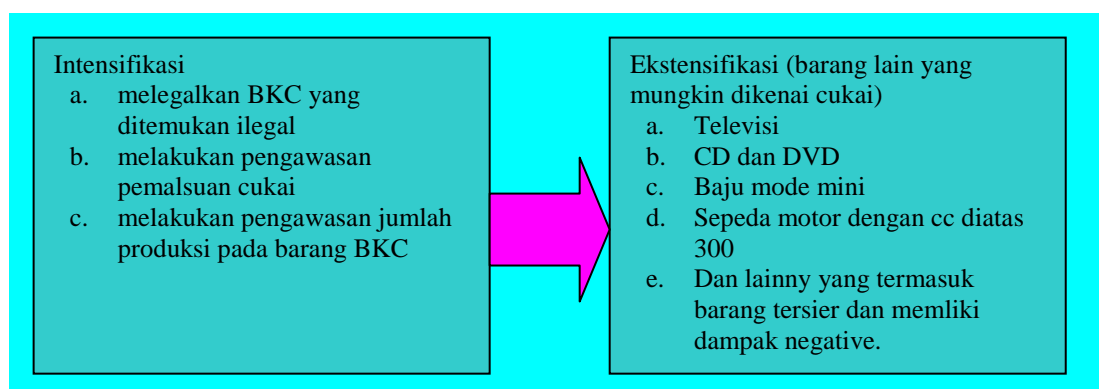 Intensifikasi
a. melegalkan BKC yang
ditemukan ilegal
b. melakukan pengawasan
pemalsuan cukai
c. melakukan pengawasan jumlah
produksi pada barang BKC
Ekstensifikasi (barang lain yang
mungkin dikenai cukai)
a. Televisi
b. CD dan DVD
c. Baju mode mini
d. Sepeda motor dengan cc diatas
300
e. Dan lainny yang termasuk
barang tersier dan memliki
dampak negative.